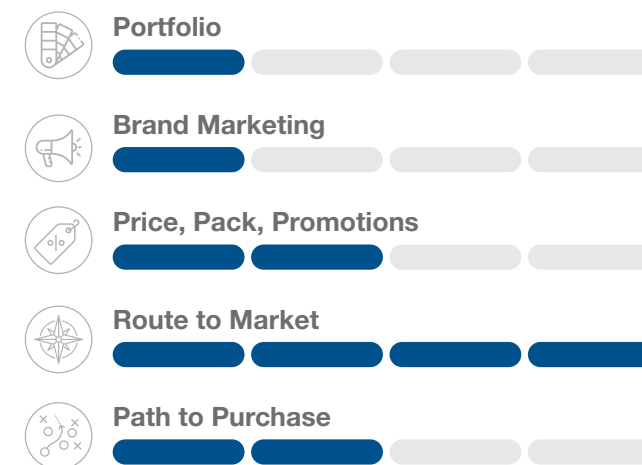 Portfolio
Brand Marketing
Price, Pack, Promotions
Route to Market
Path to Purchase